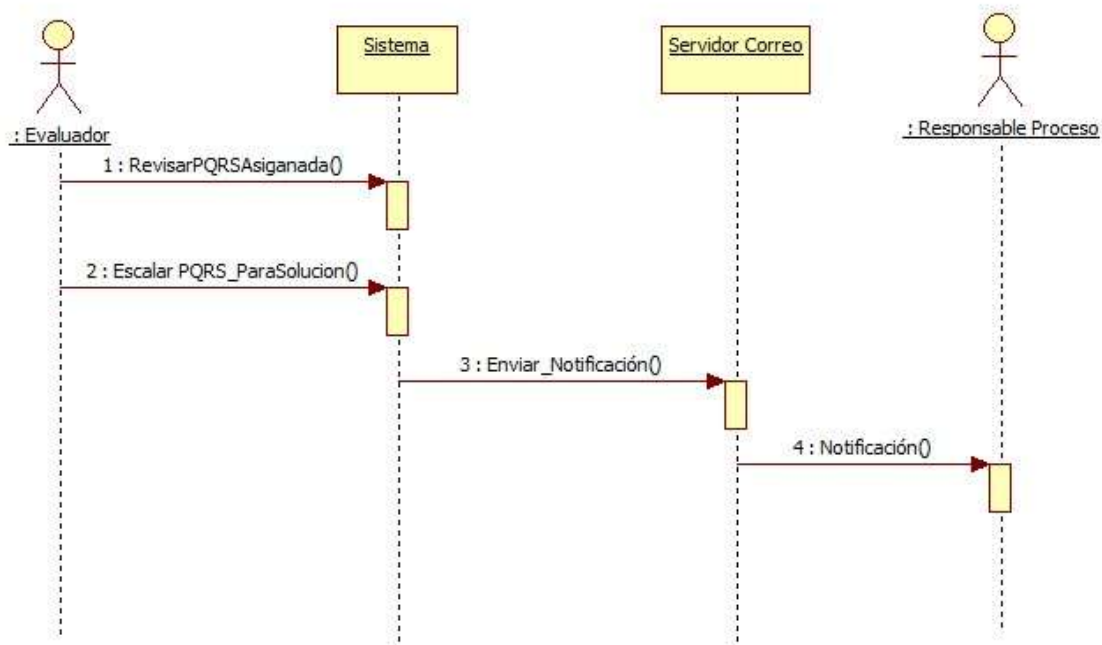 Sistema
Servidor Correo
: Evaluador
: Responsable Proceso
1 : RevisarPQRSAsiganada()
2 : Escalar PQRS_ParaSolucion()
3 : Enviar_Notificación()
4 : Notificación()